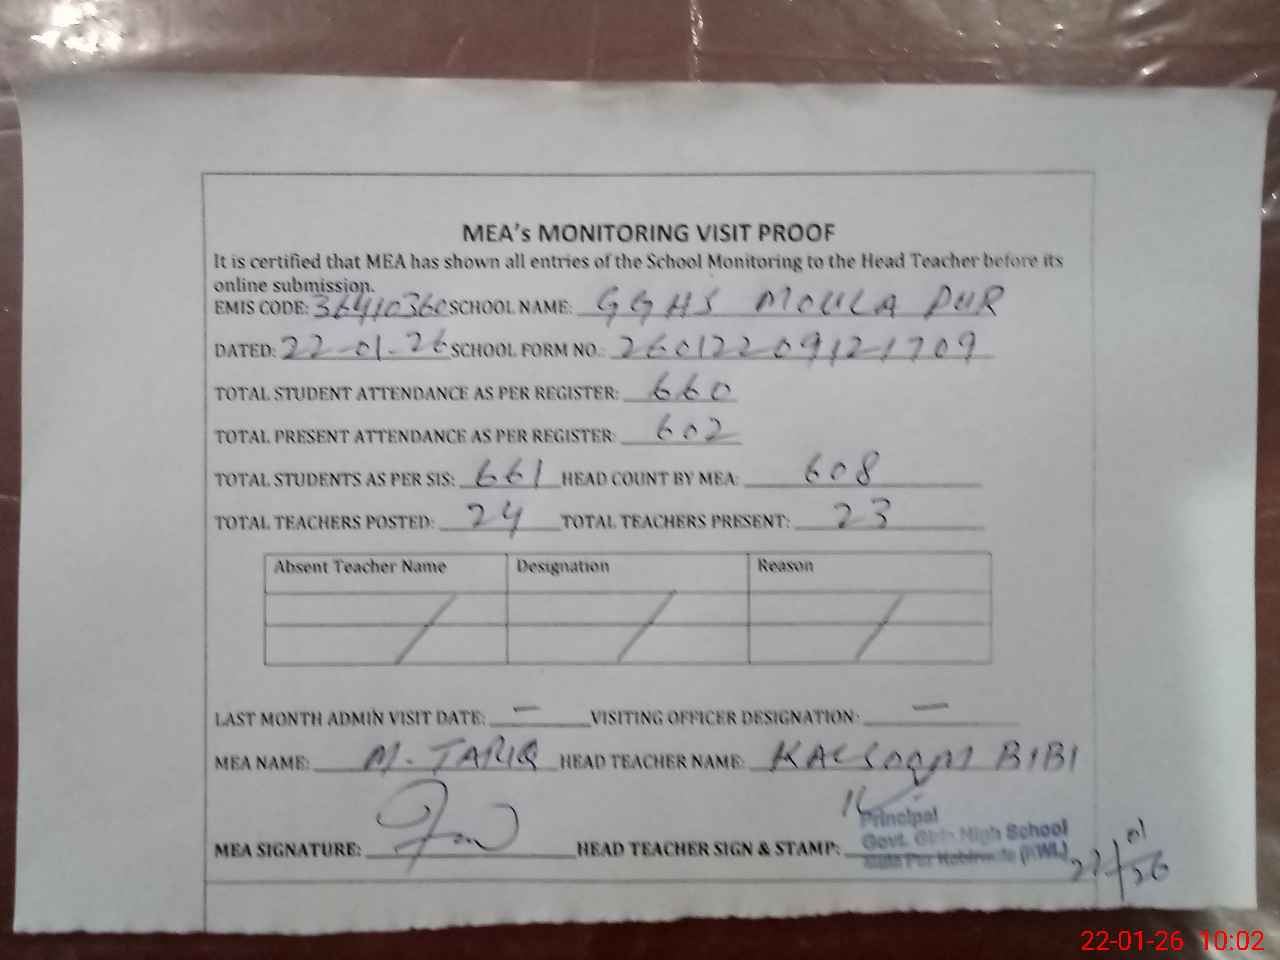 MEA's MONITORING VISIT PROOF
It is certified that MEA has shown all entries of the School Monitoring to the Head Teacher before its
online submission.
EMIS CODE: 36410360 SCHOOL NAME: GGHS MOULA PUR
DATED: 22-01-26 SCHOOL FORM NO.: 26012209121709
TOTAL STUDENT ATTENDANCE AS PER REGISTER: 660
TOTAL PRESENT ATTENDANCE AS PER REGISTER: 602
TOTAL STUDENTS AS PER SIS: 661 HEAD COUNT BY MEA: 608
TOTAL TEACHERS POSTED: 24 TOTAL TEACHERS PRESENT: 23
Absent Teacher Name Designation Reason
LAST MONTH ADMIN VISIT DATE: — VISITING OFFICER DESIGNATION: —
MEA NAME: M. TARIQ HEAD TEACHER NAME: KALSOOM BIBI
MEA SIGNATURE: HEAD TEACHER SIGN & STAMP:
Principal
Govt. Girls High School
Per (KWL)
22/01/26
22-01-26 10:02